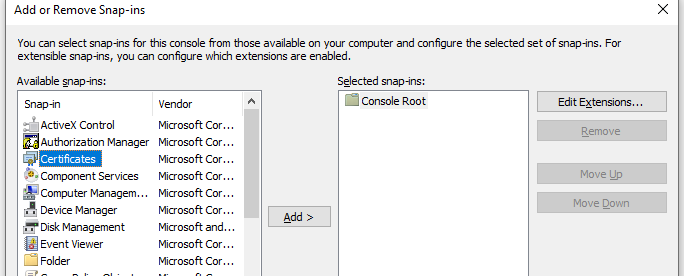 Add or Remove Snap-ins
You can select snap-ins for this console from those available on your computer and configure the selected set of snap-ins. For
extensible snap-ins, you can configure which extensions are enabled.
Available snap-ins:
Selected snap-ins:
Snap-in Vendor
ActiveX Control Microsoft Cor...
Authorization Manager Microsoft Cor...
Certificates Microsoft Cor...
Component Services Microsoft Cor...
Computer Managem... Microsoft Cor...
Device Manager Microsoft Cor...
Disk Management Microsoft and...
Event Viewer Microsoft Cor...
Folder Microsoft Cor...
Add >
Console Root
Edit Extensions...
Remove
Move Up
Move Down